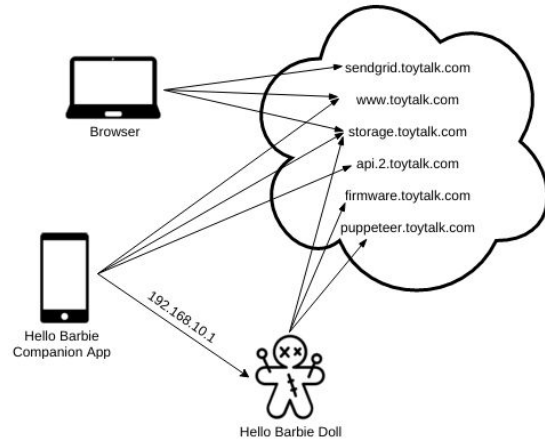 sendgrid.toytalk.com
www.toytalk.com
storage.toytalk.com
api.2.toytalk.com
firmware.toytalk.com
puppeteer.toytalk.com
Browser
192.168.10.1
Hello Barbie
Companion App
Hello Barbie Doll